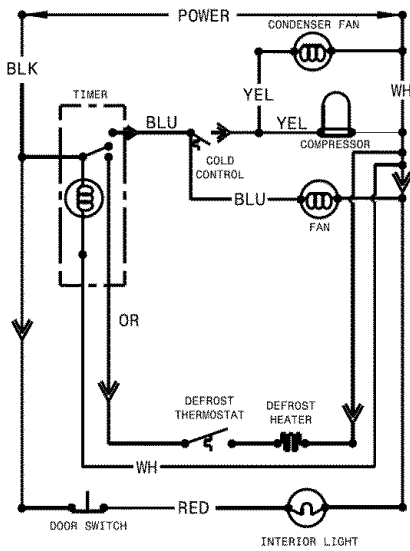 POWER
CONDENSER FAN
BLK
WH
TIMER
YEL
BLU
YEL
COMPRESSOR
COLD
CONTROL
BLU
FAN
OR
DEFROST
THERMOSTAT
DEFROST
HEATER
WH
RED
DOOR SWITCH
INTERIOR LIGHT